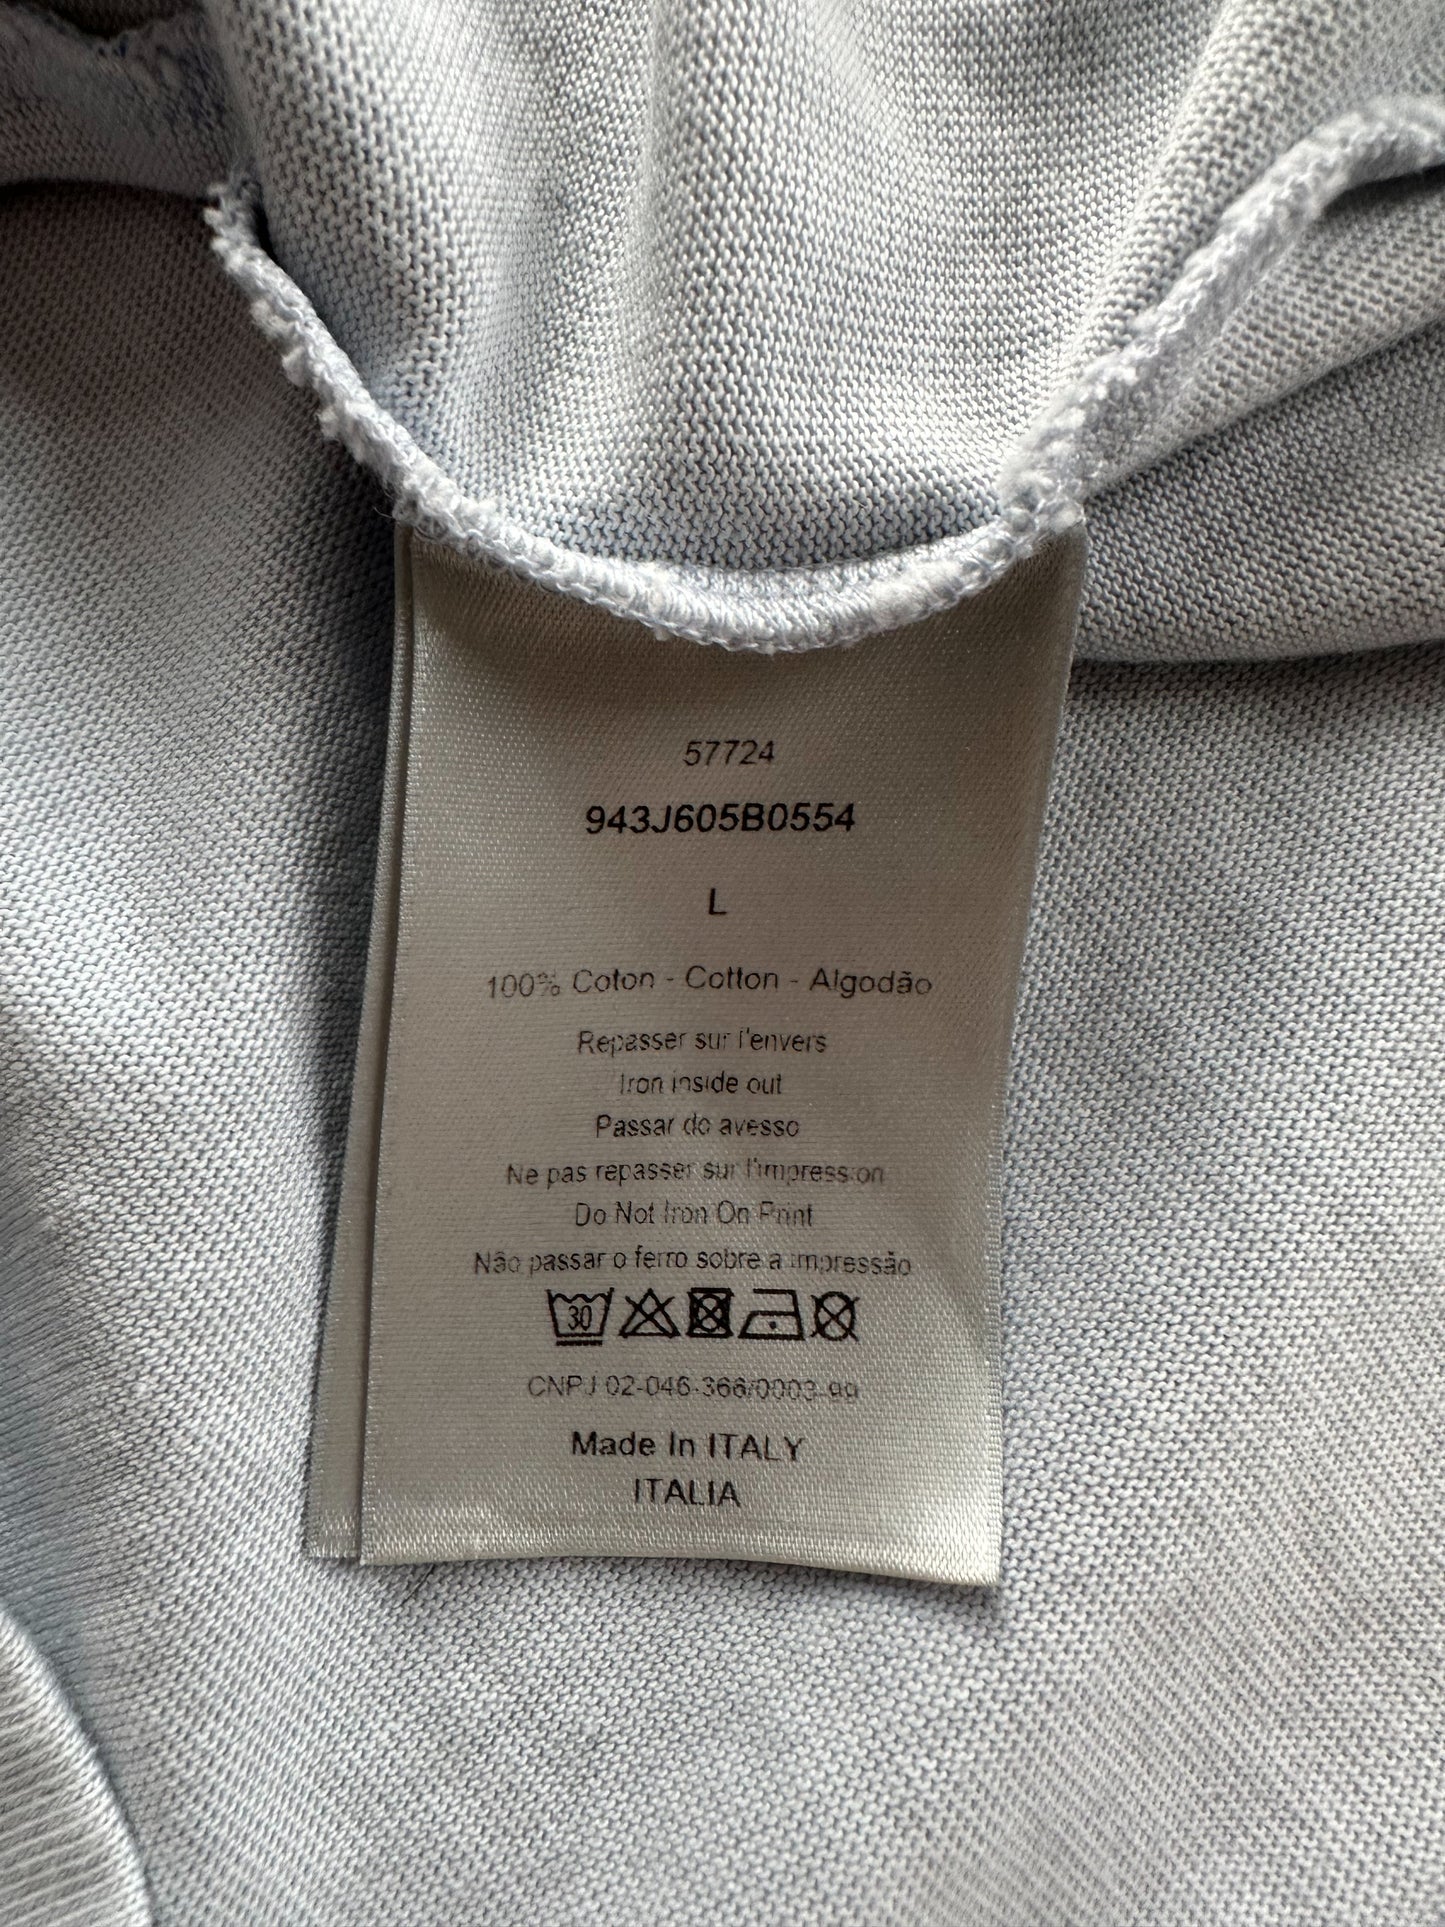 57724
943J605B0554
L
100% Coton - Cotton - Algodão
Repasser sur l'envers
Iron inside out
Passar do avesso
Ne pas repasser sur l'impression
Do Not Iron On Print
Não passar o ferro sobre a impressão
30
CNPJ 02-046-366/0003-99
Made In ITALY
ITALIA